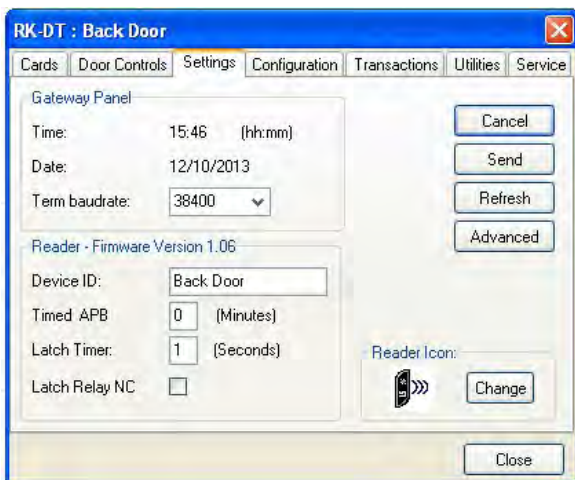 RK-DT : Back Door
Cards Door Controls Settings Configuration Transactions Utilities Service
Gateway Panel
Time: 15:46 (hh:mm)
Date: 12/10/2013
Term baudrate: 38400
Cancel
Send
Refresh
Advanced
Reader - Firmware Version 1.06
Device ID: Back Door
Timed APB 0 (Minutes)
Latch Timer: 1 (Seconds)
Latch Relay NC
Reader Icon:
Change
Close